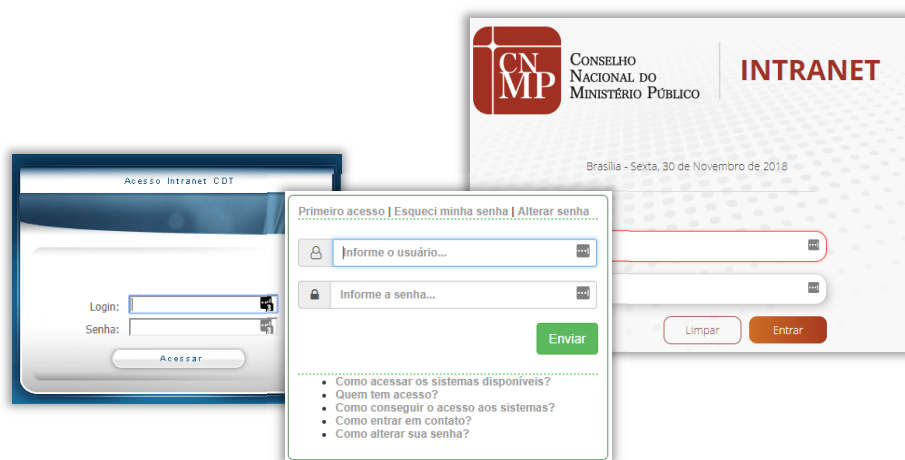 CN
MP
CONSELHO
NACIONAL DO
MINISTÉRIO PÚBLICO
INTRANET
Brasília - Sexta, 30 de Novembro de 2018
Limpar
Entrar
Acesso Intranet CDT
Login:
Senha:
Acessar
Primeiro acesso | Esqueci minha senha | Alterar senha
Informe o usuário...
Informe a senha...
Enviar
Como acessar os sistemas disponíveis?
Quem tem acesso?
Como conseguir o acesso aos sistemas?
Como entrar em contato?
Como alterar sua senha?